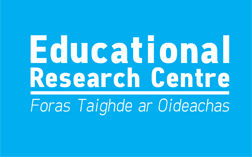 Educational
Research Centre
Foras Taighde ar Oideachas